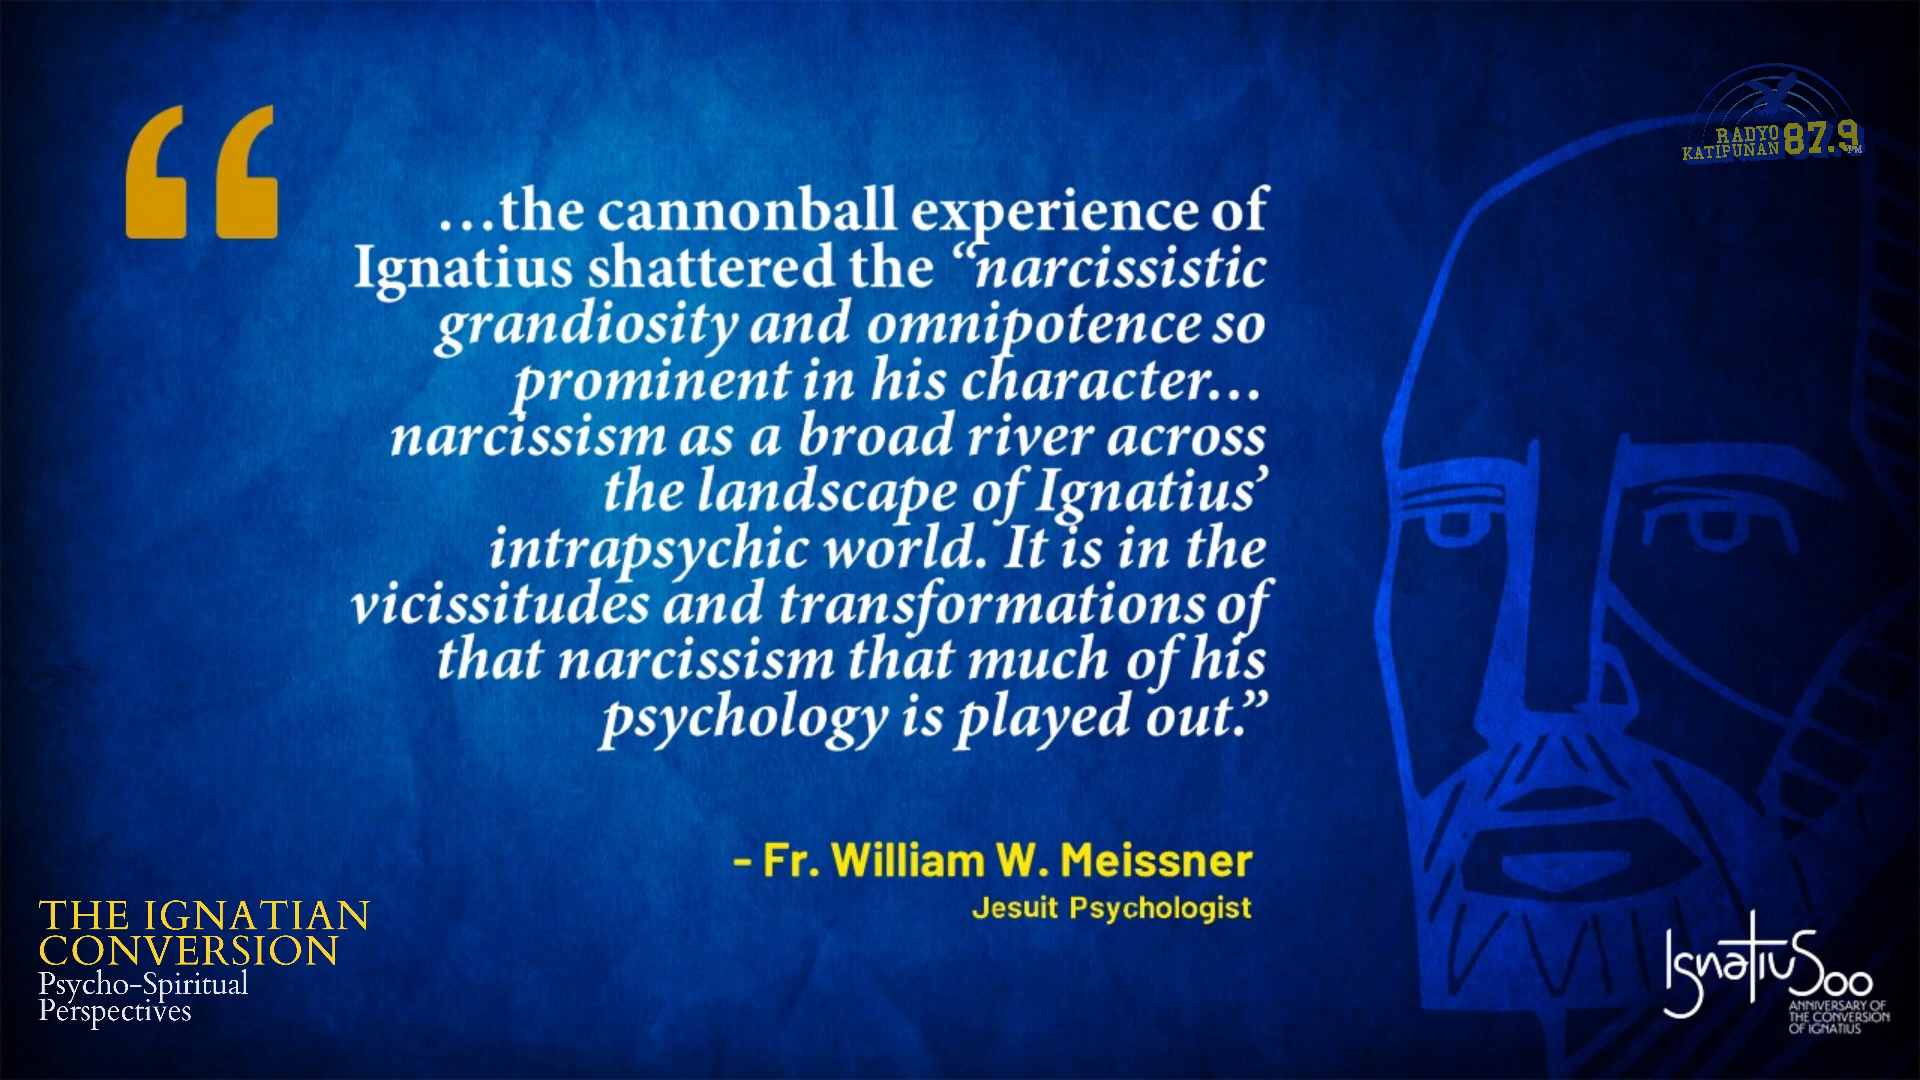 RADYO
KATIPUNAN 87.9
FM
“
…the cannonball experience of
Ignatius shattered the “narcissistic
grandiosity and omnipotence so
prominent in his character…
narcissism as a broad river across
the landscape of Ignatius’
intrapsychic world. It is in the
vicissitudes and transformations of
that narcissism that much of his
psychology is played out.”
- Fr. William W. Meissner
Jesuit Psychologist
THE IGNATIAN
CONVERSION
Psycho-Spiritual
Perspectives
Ignatius500
ANNIVERSARY OF
THE CONVERSION
OF IGNATIUS